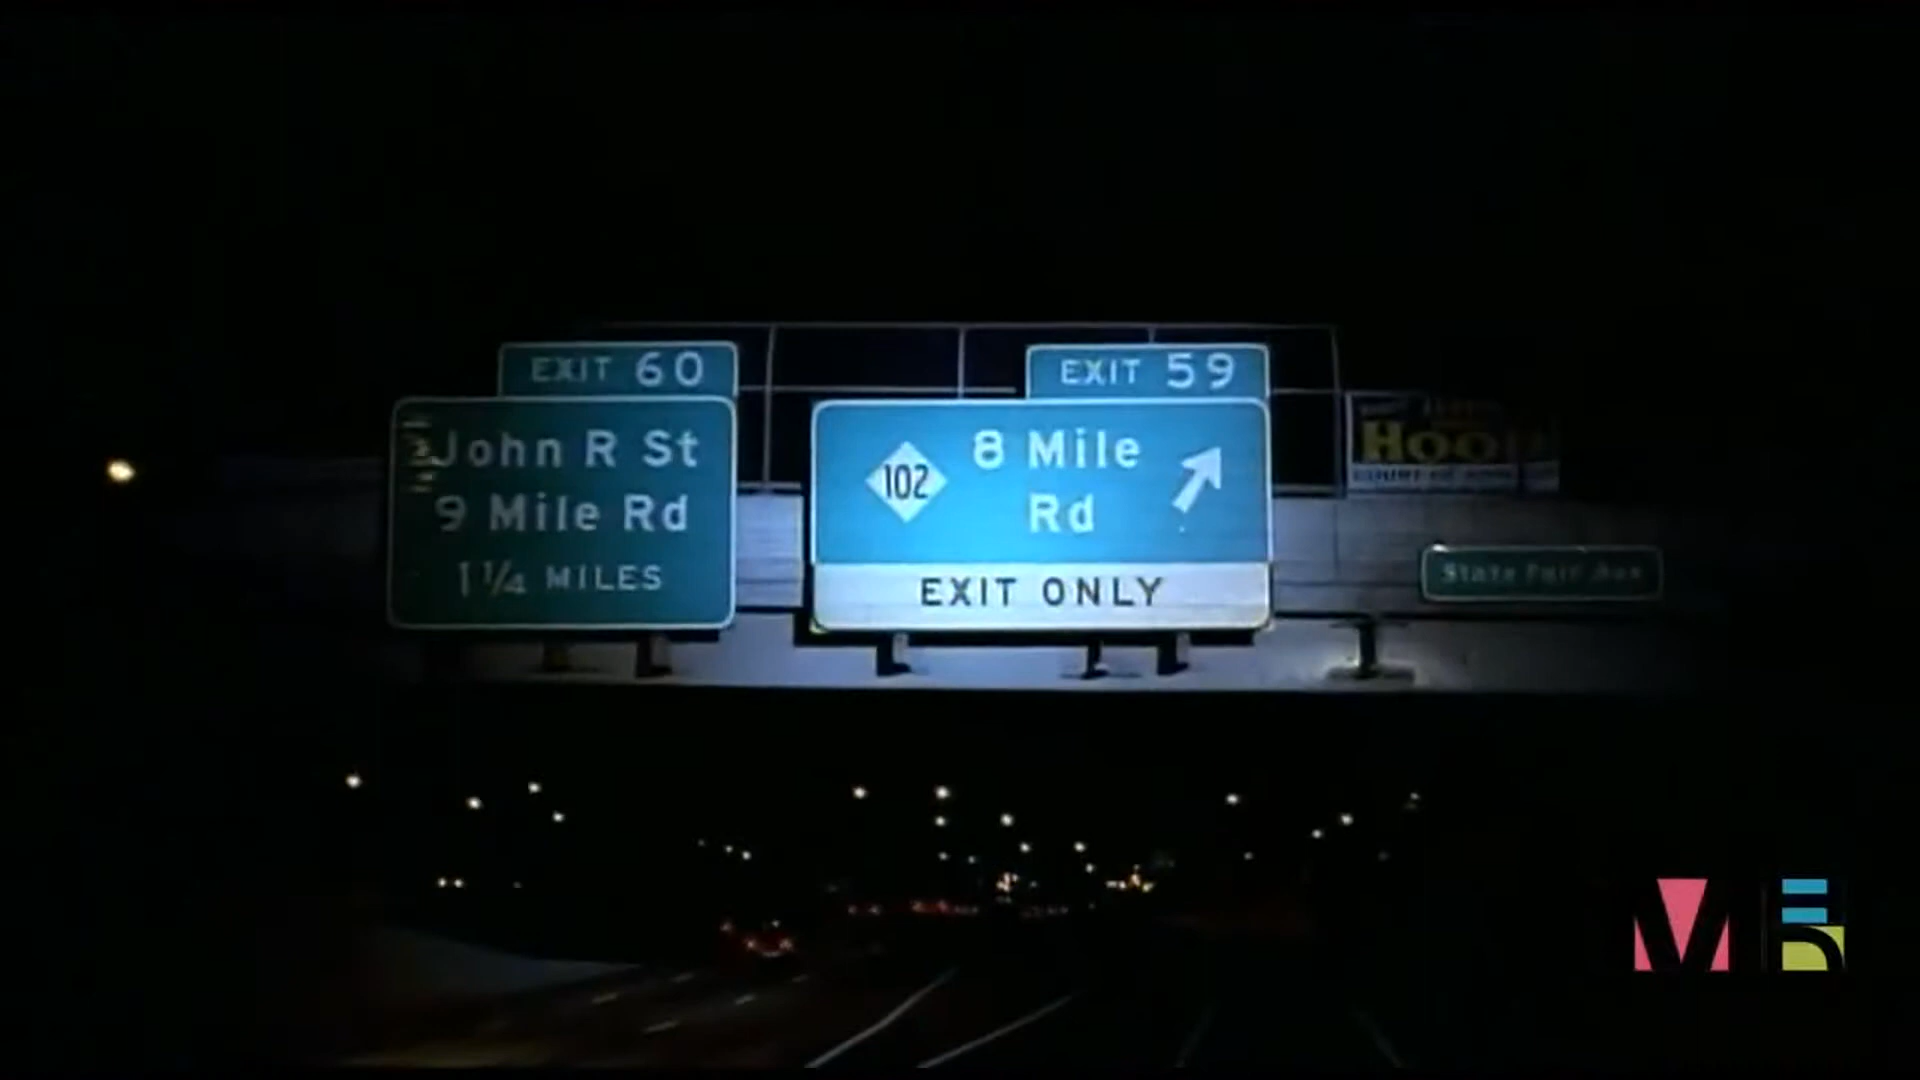 EXIT 60
John R St
9 Mile Rd
1 1/4 MILES
EXIT 59
102
8 Mile
Rd
EXIT ONLY
State Fair Ave